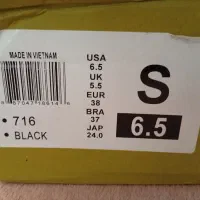 MADE IN VIETNAM
USA
6.5
UK
5.5
EUR
38
BRA
37
JAP
24.0
S
6.5
• 716
• BLACK